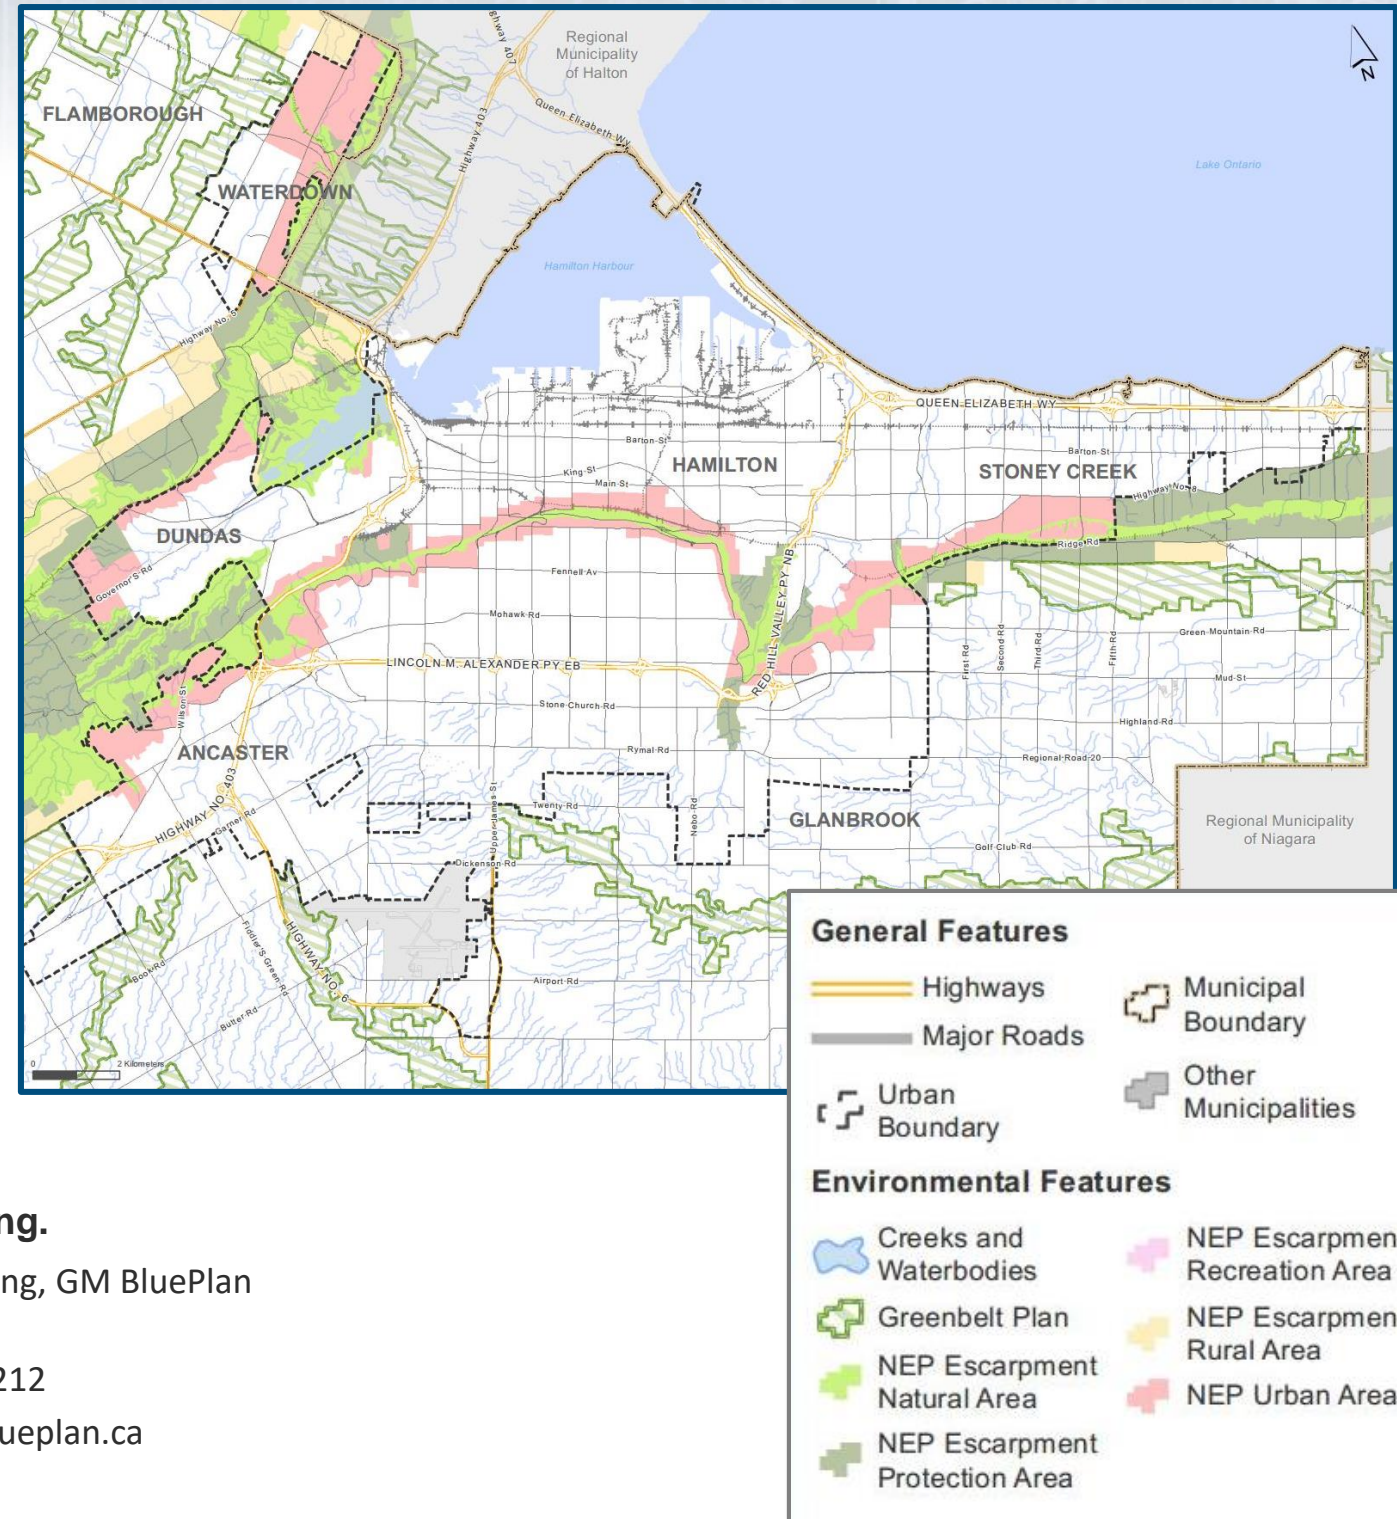 Regional
Municipality
of Halton
Highway 407
FLAMBOROUGH
Queen Elizabeth Wy
Highway 403
N
Lake Ontario
WATERDOWN
Hamilton Harbour
Highway No. 5
QUEEN ELIZABETH WY
Barton St
Barton St
HAMILTON
STONEY CREEK
King St
Main St
Highway No. 8
DUNDAS
Ridge Rd
Governor'S Rd
Fennell Av
Mohawk Rd
RED HILL VALLEY PY NB
First Rd
Second Rd
Third Rd
Fifth Rd
Green Mountain Rd
LINCOLN M. ALEXANDER PY EB
Mud St
Wilson St
Stone Church Rd
Highland Rd
ANCASTER
Rymal Rd
Regional Road 20
HIGHWAY NO. 403
Garner Rd
Upper James St
Twenty Rd
Nebo Rd
GLANBROOK
Regional Municipality
of Niagara
Golf Club Rd
Dickenson Rd
Fiddler'S Green Rd
HIGHWAY NO. 6
Book Rd
Airport Rd
Butter Rd
0
2 Kilometers
General Features
Highways
Major Roads
Urban
Boundary
Municipal
Boundary
Other
Municipalities
Environmental Features
Creeks and
Waterbodies
Greenbelt Plan
NEP Escarpment
Natural Area
NEP Escarpment
Protection Area
NEP Escarpmen
Recreation Area
NEP Escarpmen
Rural Area
NEP Urban Area
ng.
ng, GM BluePlan
212
ueplan.ca